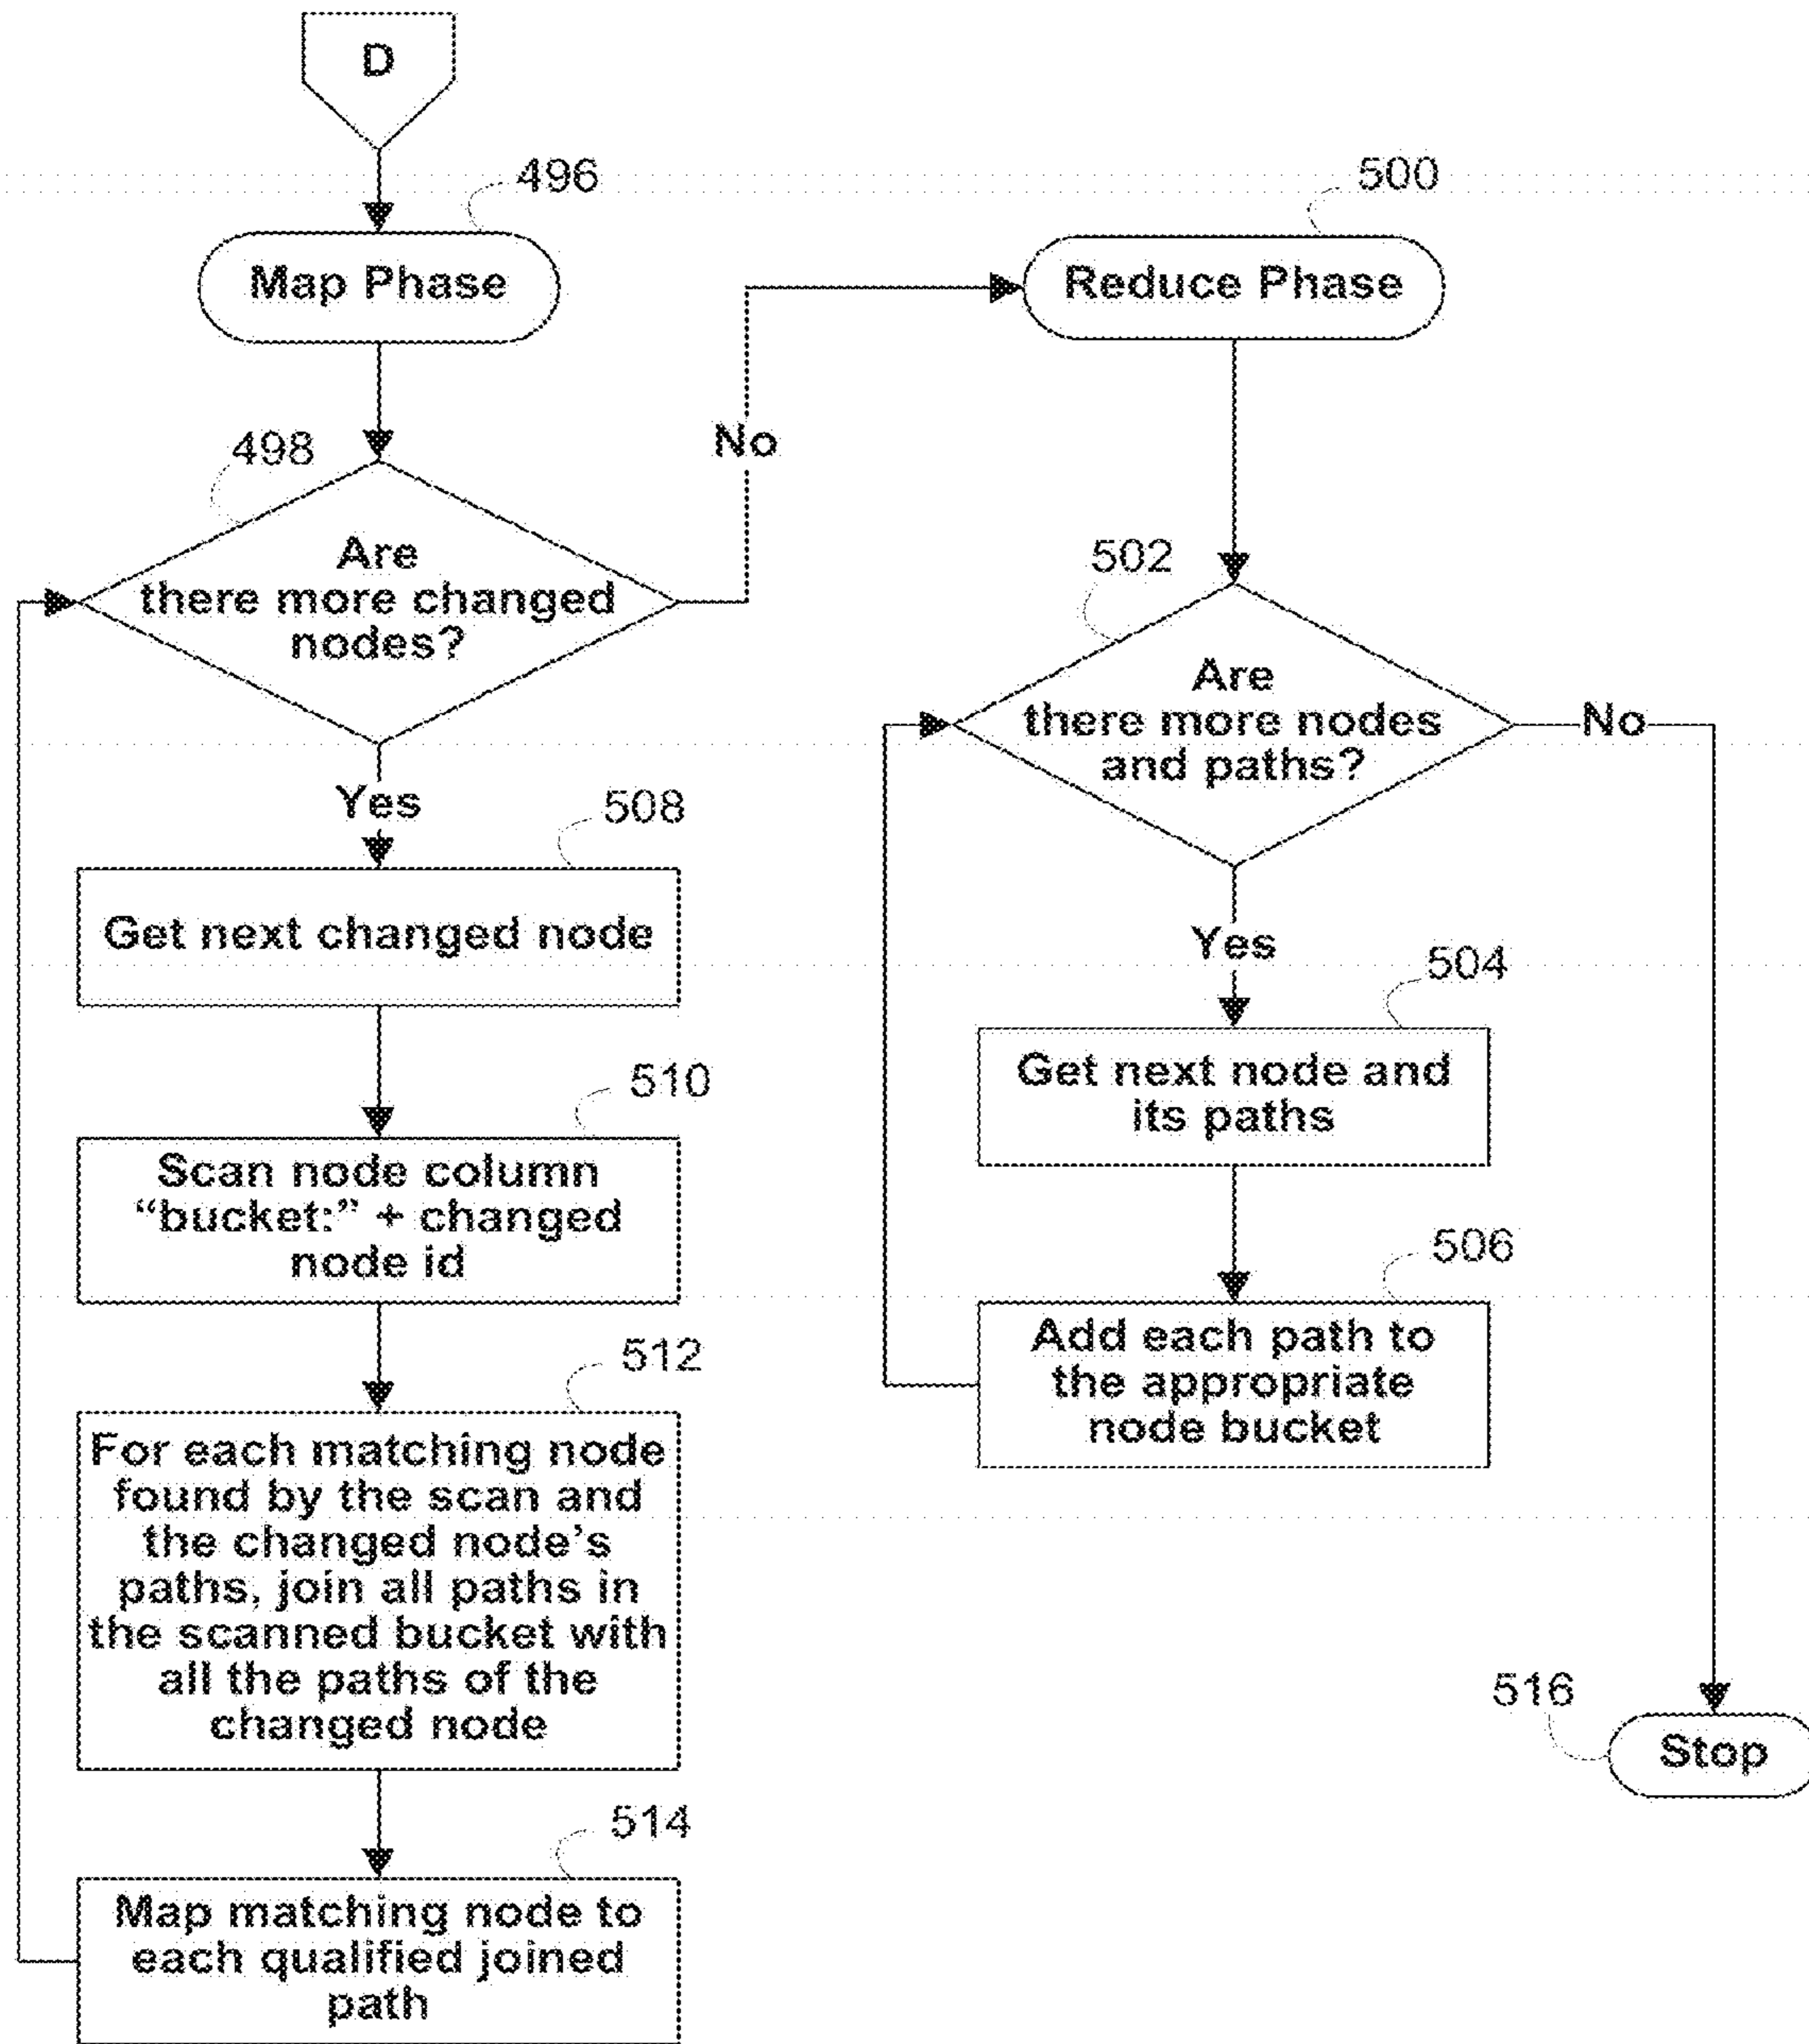 D
496
Map Phase
498
Are
there more changed
nodes?
No
Yes
508
Get next changed node
510
Scan node column
“bucket:” + changed
node id
512
For each matching node
found by the scan and
the changed node’s
paths, join all paths in
the scanned bucket with
all the paths of the
changed node
514
Map matching node to
each qualified joined
path
500
Reduce Phase
502
Are
there more nodes
and paths?
No
Yes
504
Get next node and
its paths
506
Add each path to
the appropriate
node bucket
516
Stop